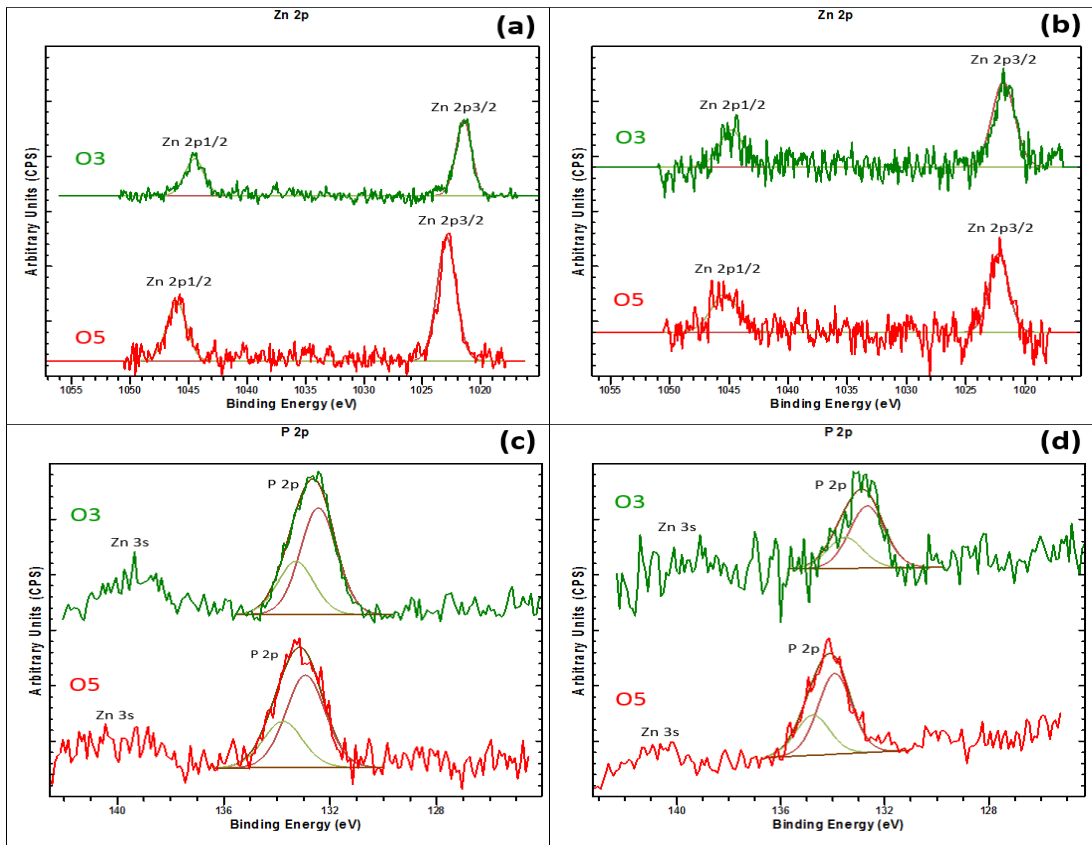 Zn 2p
(a)
Zn 2p3/2
Zn 2p1/2
O3
Zn 2p3/2
Zn 2p1/2
O5
Arbitrary Units (CPS)
1055 1050 1045 1040 1035 1030 1025 1020
Binding Energy (eV)
Zn 2p
(b)
Zn 2p3/2
Zn 2p1/2
O3
Zn 2p3/2
Zn 2p1/2
O5
Arbitrary Units (CPS)
1055 1050 1045 1040 1035 1030 1025 1020
Binding Energy (eV)
P 2p
(c)
P 2p
O3
Zn 3s
P 2p
O5
Zn 3s
Arbitrary Units (CPS)
140 136 132 128
Binding Energy (eV)
P 2p
(d)
P 2p
O3
Zn 3s
P 2p
O5
Zn 3s
Arbitrary Units (CPS)
140 136 132 128
Binding Energy (eV)